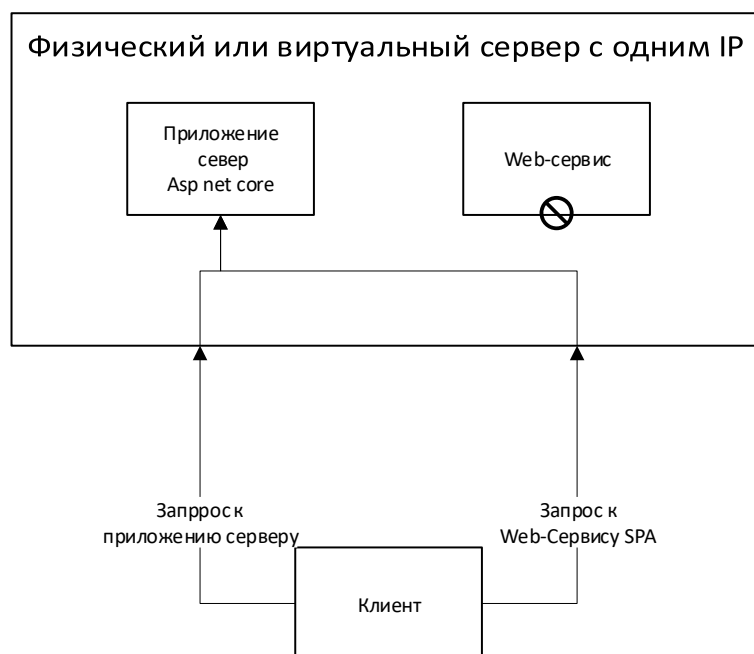 Физический или виртуальный сервер с одним IP
Приложение
север
Asp net core
Web-сервис
Запррос к
приложению серверу
Запрос к
Web-Сервису SPA
Клиент